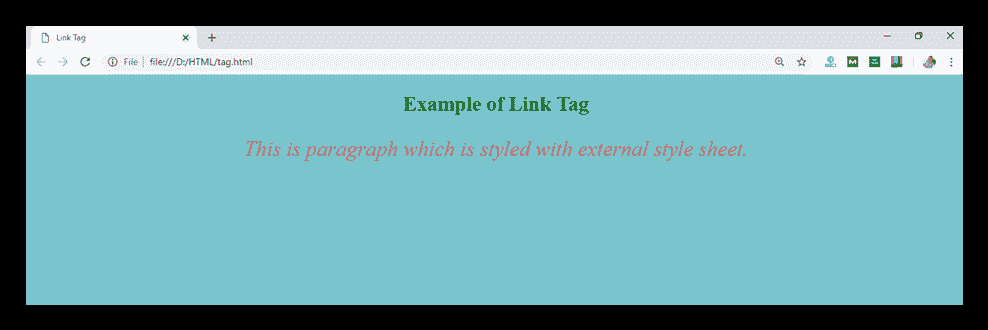 Link Tag
File file:///D:/HTML/tag.html
Example of Link Tag
This is paragraph which is styled with external style sheet.